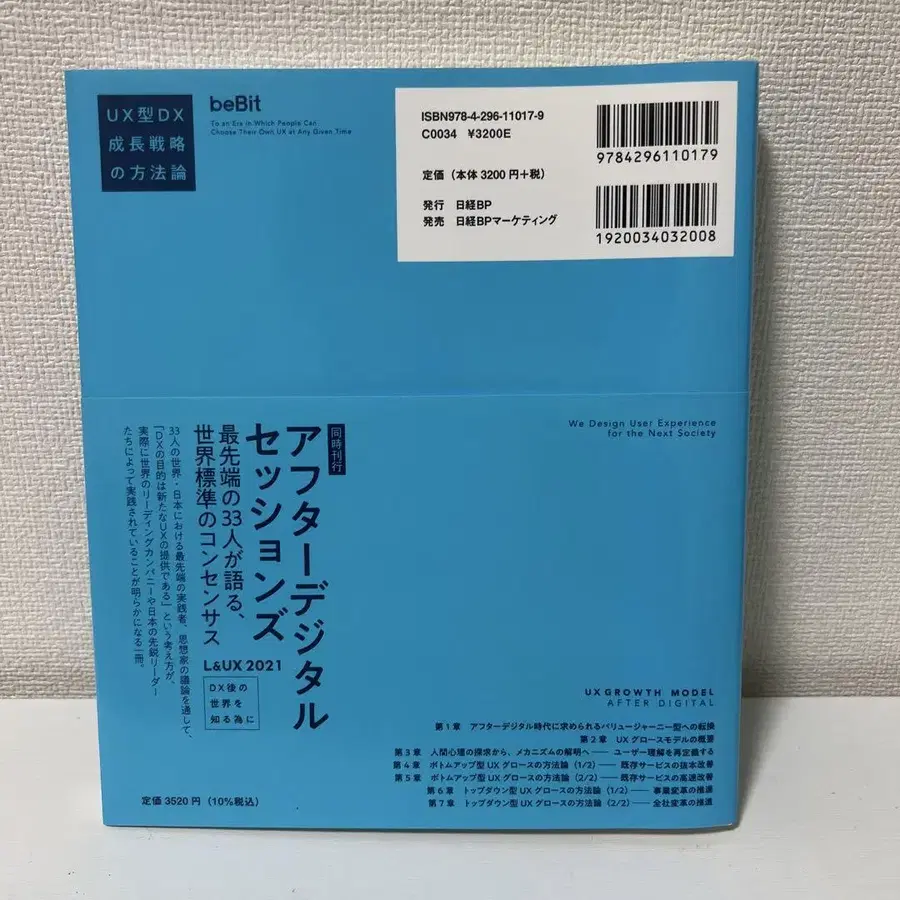 UX型DX
成長戦略
の方法論
beBit
To an Era in Which People Can
Choose Their Own UX at Any Given Time
ISBN978-4-296-11017-9
C0034 ¥3200E
定価（本体3200円+税）
発行 日経BP
発売 日経BPマーケティング
9784296110179
1920034032008
We Design User Experience
for the Next Society
同時刊行
アフターデジタル
セッションズ
最先端の33人が語る、
世界標準のコンセンサス
33人の世界・日本における最先端の実践者、思想家の議論を通して、
「DXの目的は新たなUXの提供である」という考え方が、
実際に世界のリーディングカンパニーや日本の先鋭リーダー
たちによって実践されていることが明らかになる一冊。
L&UX 2021
DX後の
世界を
知る為に
定価3520円（10%税込）
UX GROWTH MODEL
AFTER DIGITAL
第1章 アフターデジタル時代に求められるバリュージャーニー型への転換
第2章 UXグロースモデルの概要
第3章 人間心理の探求から、メカニズムの解明へ――ユーザー理解を再定義する
第4章 ボトムアップ型UXグロースの方法論（1/2）――既存サービスの抜本改善
第5章 ボトムアップ型UXグロースの方法論（2/2）――既存サービスの高速改善
第6章 トップダウン型UXグロースの方法論（1/2）――事業変革の推進
第7章 トップダウン型UXグロースの方法論（2/2）――全社変革の推進